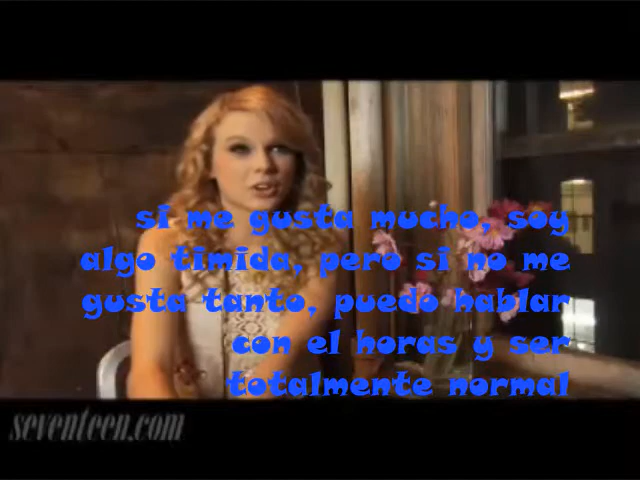 si me gusta mucho, soy
algo timida, pero si no me
gusta tanto, puedo hablar
con el horas y ser
totalmente normal
seventeen.com